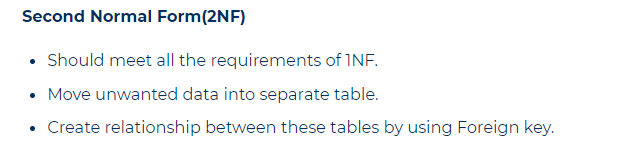 Second Normal Form(2NF)
• Should meet all the requirements of 1NF.
• Move unwanted data into separate table.
• Create relationship between these tables by using Foreign key.